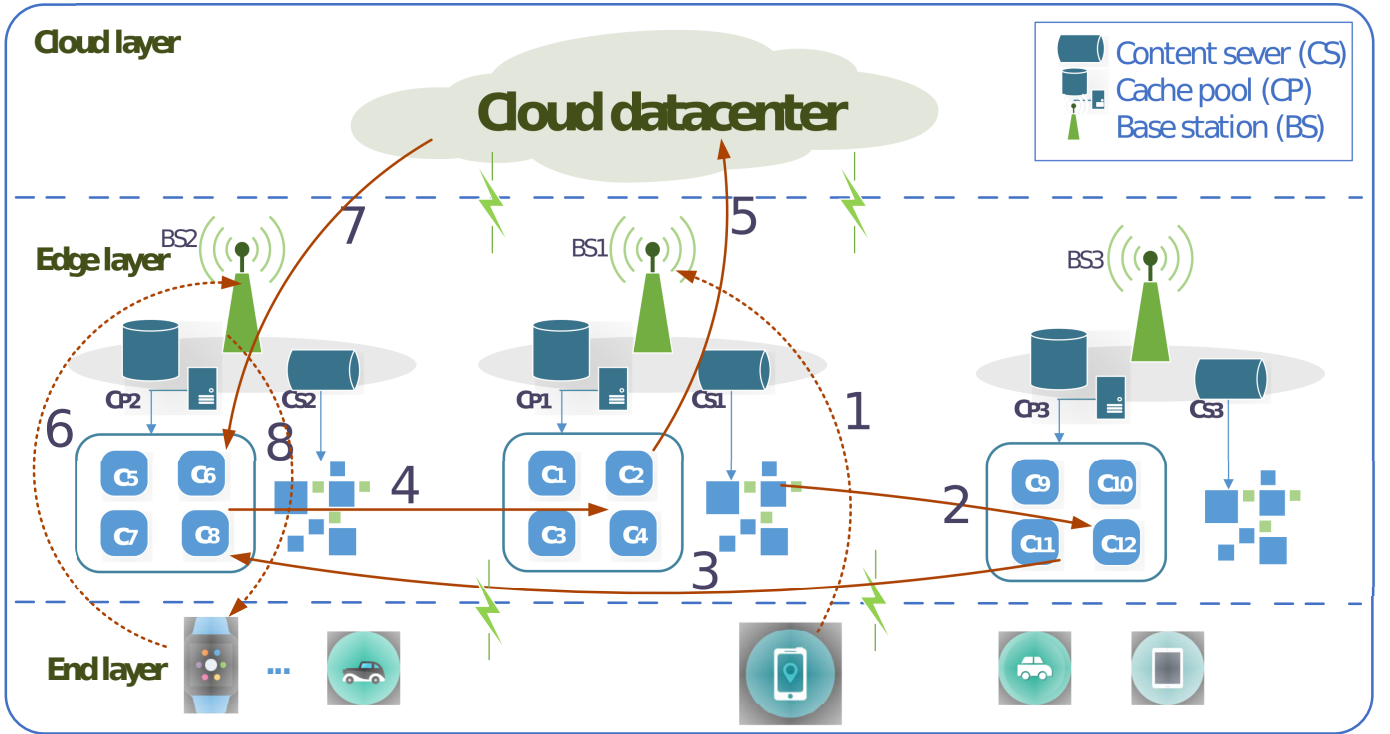 Cloud layer
Cloud datacenter
Content sever (CS)
Cache pool (CP)
Base station (BS)
7
5
BS2
BS1
BS3
Edge layer
CP2
CS2
CP1
CS1
CP3
CS3
6
8
1
C5
C6
C1
C2
C9
C10
4
2
C7
C8
C3
C4
C11
C12
3
End layer
...